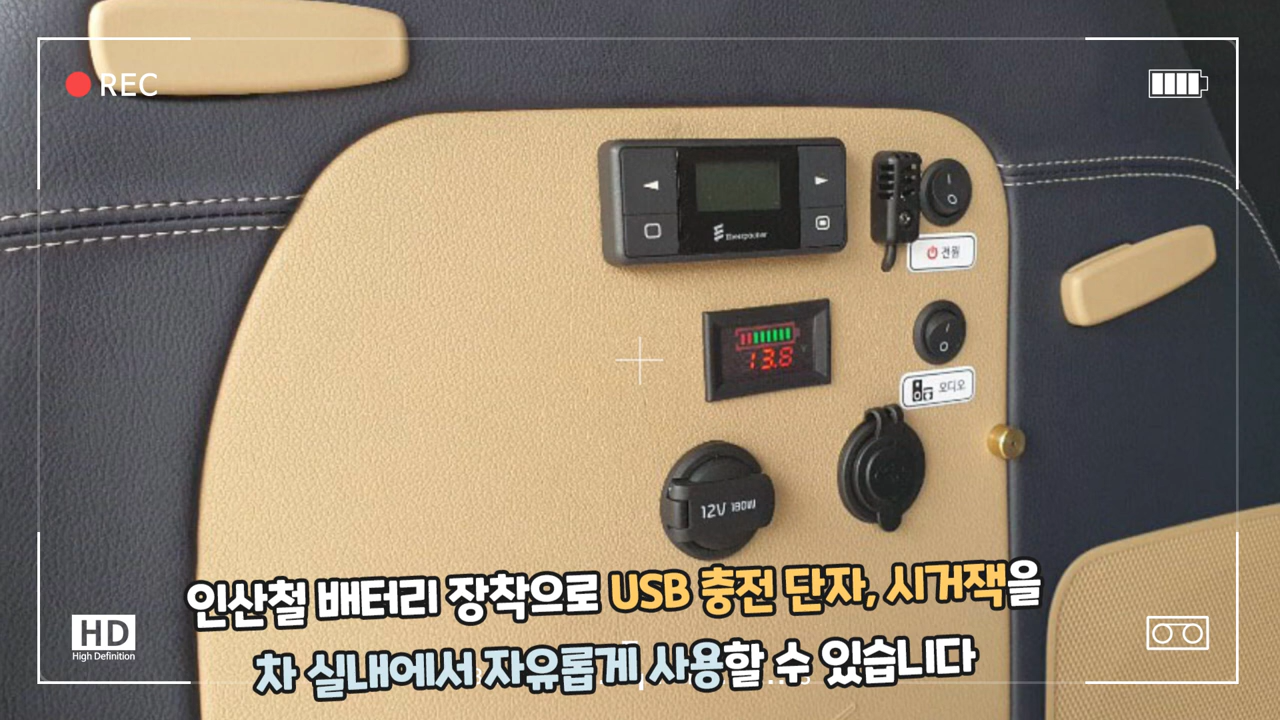 REC
Eberspächer
전원
13.8
오디오
12V 180W
인산철 배터리 장착으로 USB 충전 단자, 시거잭을
차 실내에서 자유롭게 사용할 수 있습니다
HD
High Definition